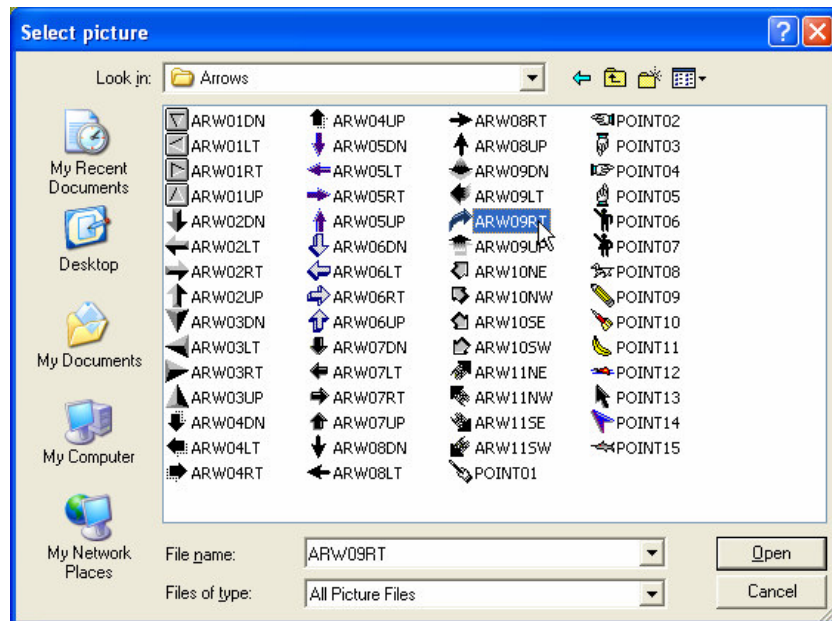 Select picture
Look in:
Arrows
My Recent
Documents
Desktop
My Documents
My Computer
My Network
Places
ARW01DN
ARW01LT
ARW01RT
ARW01UP
ARW02DN
ARW02LT
ARW02RT
ARW02UP
ARW03DN
ARW03LT
ARW03RT
ARW03UP
ARW04DN
ARW04LT
ARW04RT
ARW04UP
ARW05DN
ARW05LT
ARW05RT
ARW05UP
ARW06DN
ARW06LT
ARW06RT
ARW06UP
ARW07DN
ARW07LT
ARW07RT
ARW07UP
ARW08DN
ARW08LT
ARW08RT
ARW08UP
ARW09DN
ARW09LT
ARW09RT
ARW09UP
ARW10NE
ARW10NW
ARW10SE
ARW10SW
ARW11NE
ARW11NW
ARW11SE
ARW11SW
POINT01
POINT02
POINT03
POINT04
POINT05
POINT06
POINT07
POINT08
POINT09
POINT10
POINT11
POINT12
POINT13
POINT14
POINT15
File name:
ARW09RT
Open
Files of type:
All Picture Files
Cancel